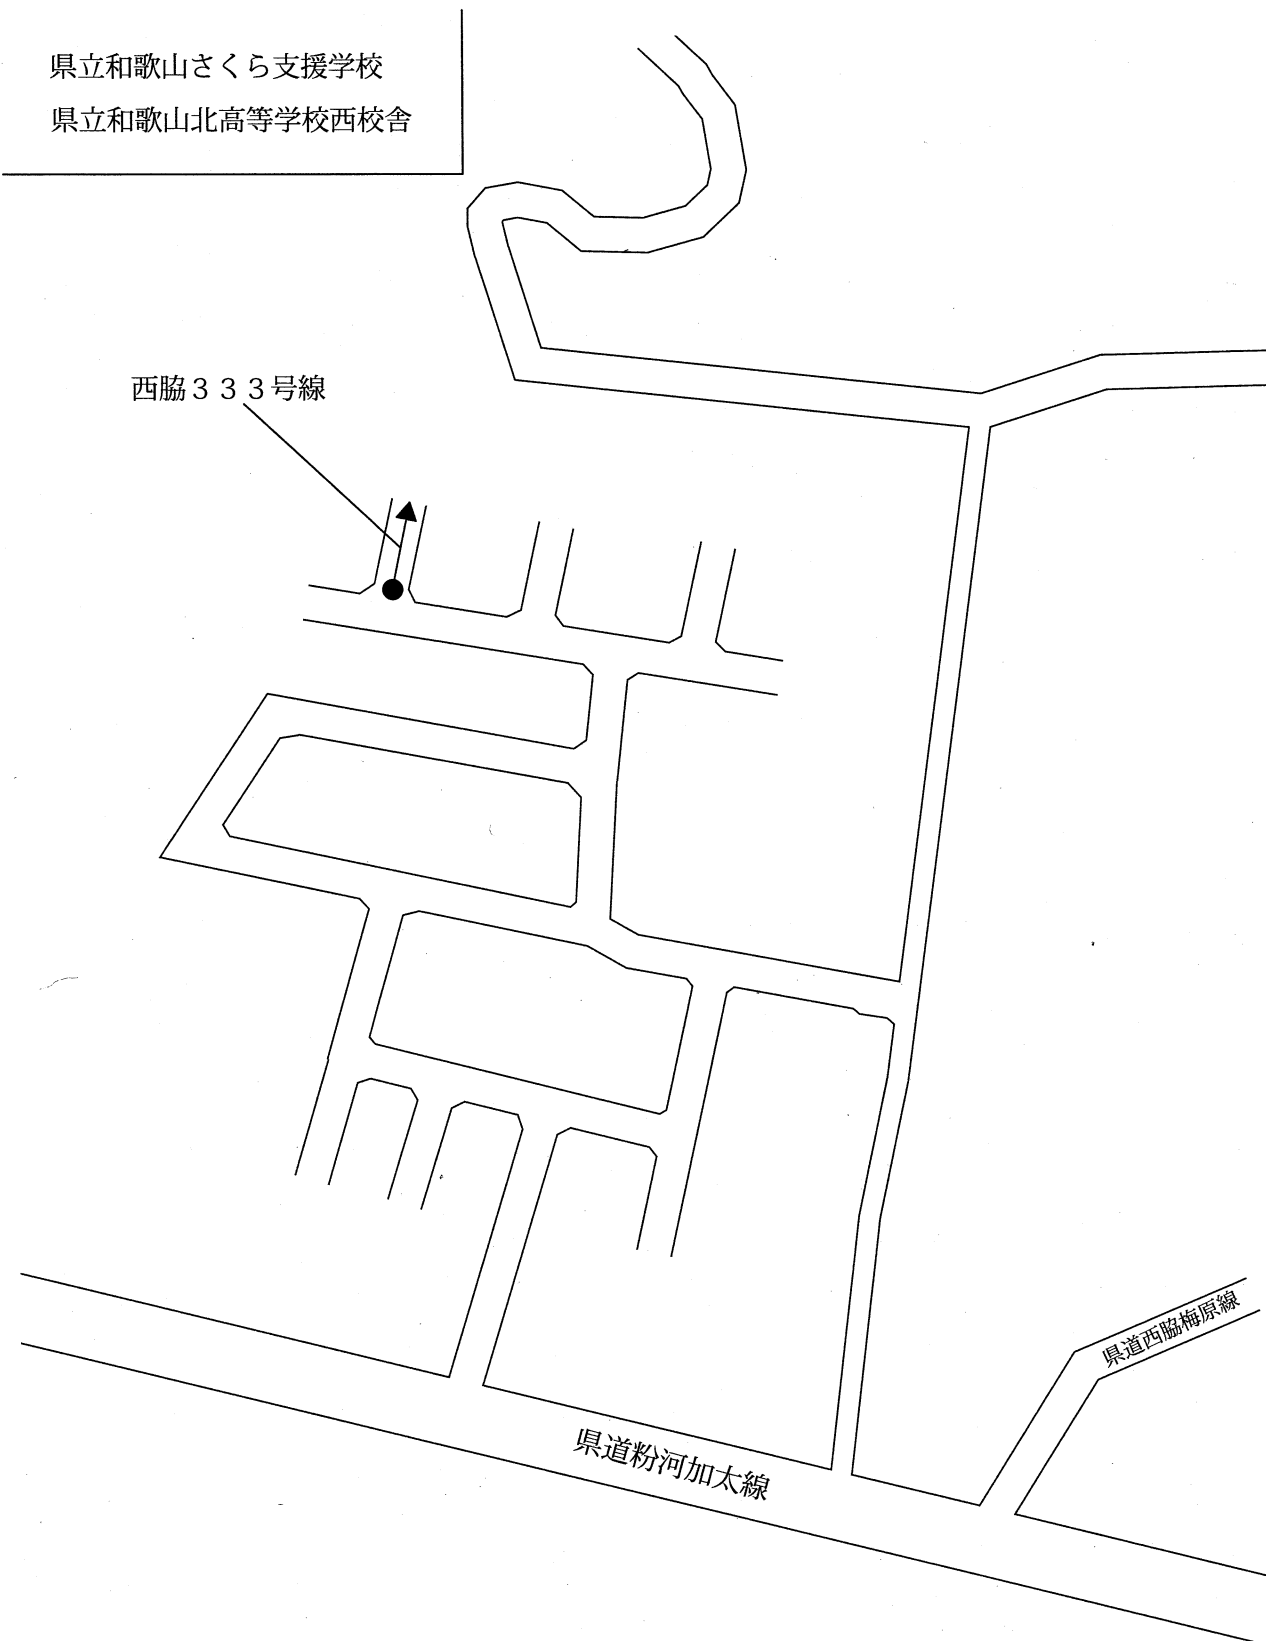 県立和歌山さくら支援学校
県立和歌山北高等学校西校舎
西脇３３３号線
県道西脇梅原線
県道粉河加太線